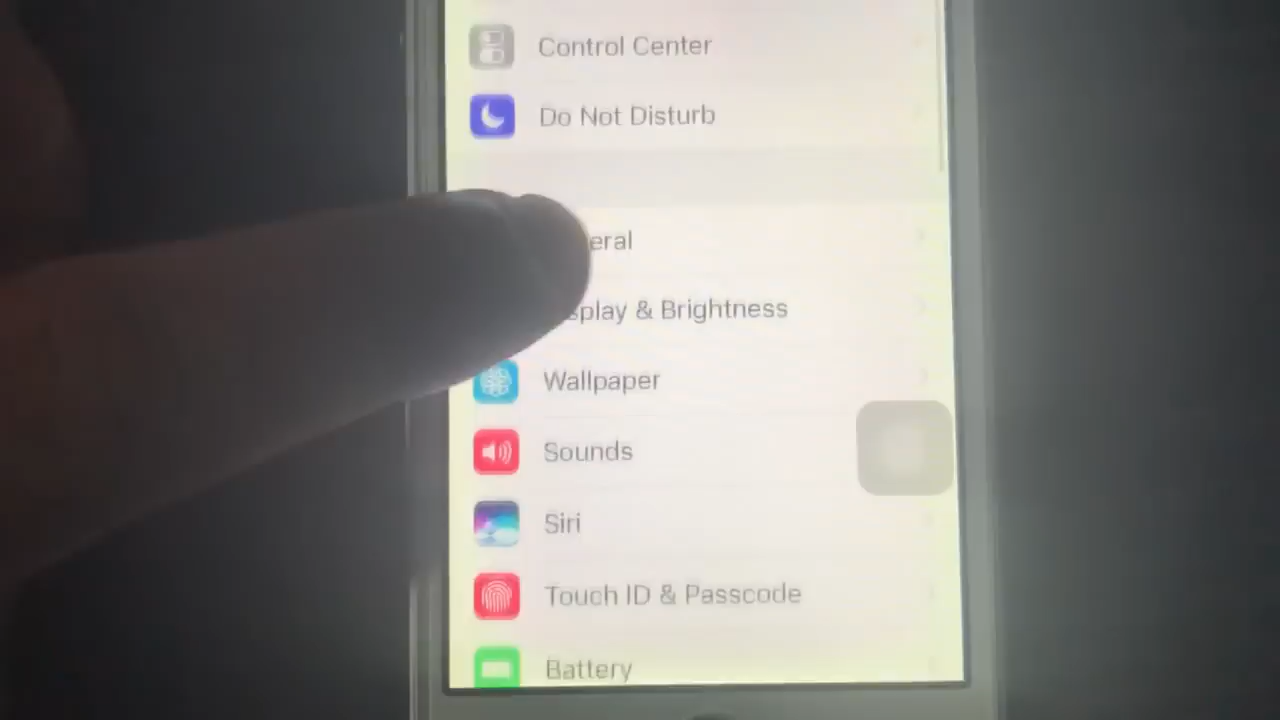 Control Center
Do Not Disturb
eral
splay & Brightness
Wallpaper
Sounds
Siri
Touch ID & Passcode
Battery